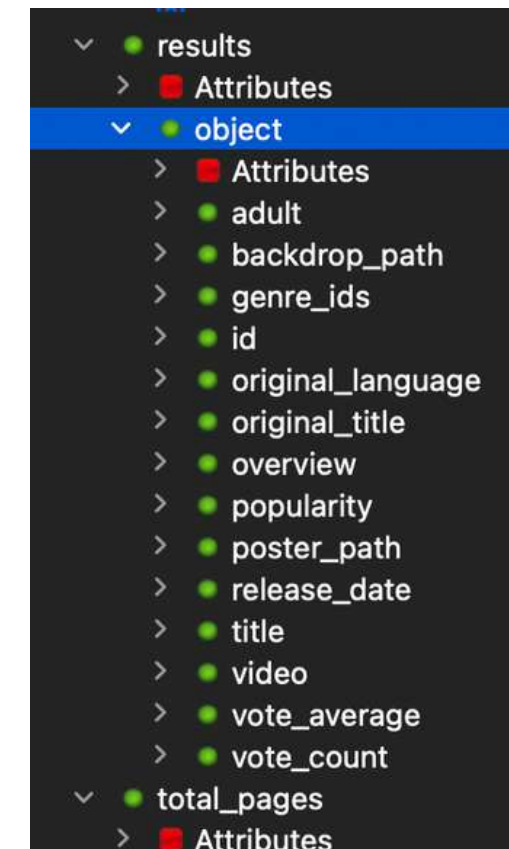 results
Attributes
object
Attributes
adult
backdrop_path
genre_ids
id
original_language
original_title
overview
popularity
poster_path
release_date
title
video
vote_average
vote_count
total_pages
Attributes